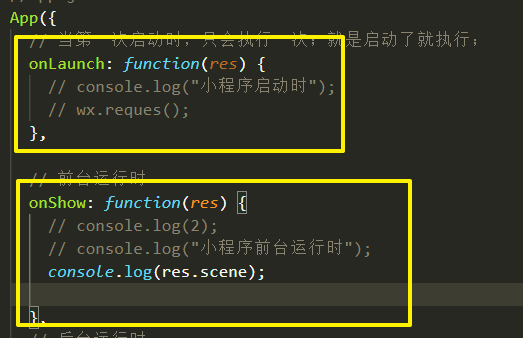 App({
// 当第一次启动时，只会执行一次；就是启动了就执行；
onLaunch: function(res) {
// console.log("小程序启动时");
// wx.reques();
},
// 前台运行时
onShow: function(res) {
// console.log(2);
// console.log("小程序前台运行时");
console.log(res.scene);
},
// 后台运行时